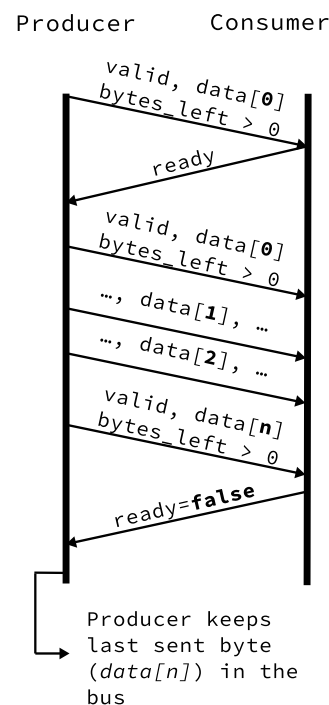 Producer Consumer
valid, data[0]
bytes_left > 0
ready
valid, data[0]
bytes_left > 0
…, data[1], …
…, data[2], …
valid, data[n]
bytes_left > 0
ready=false
Producer keeps
last sent byte
(data[n]) in the
bus